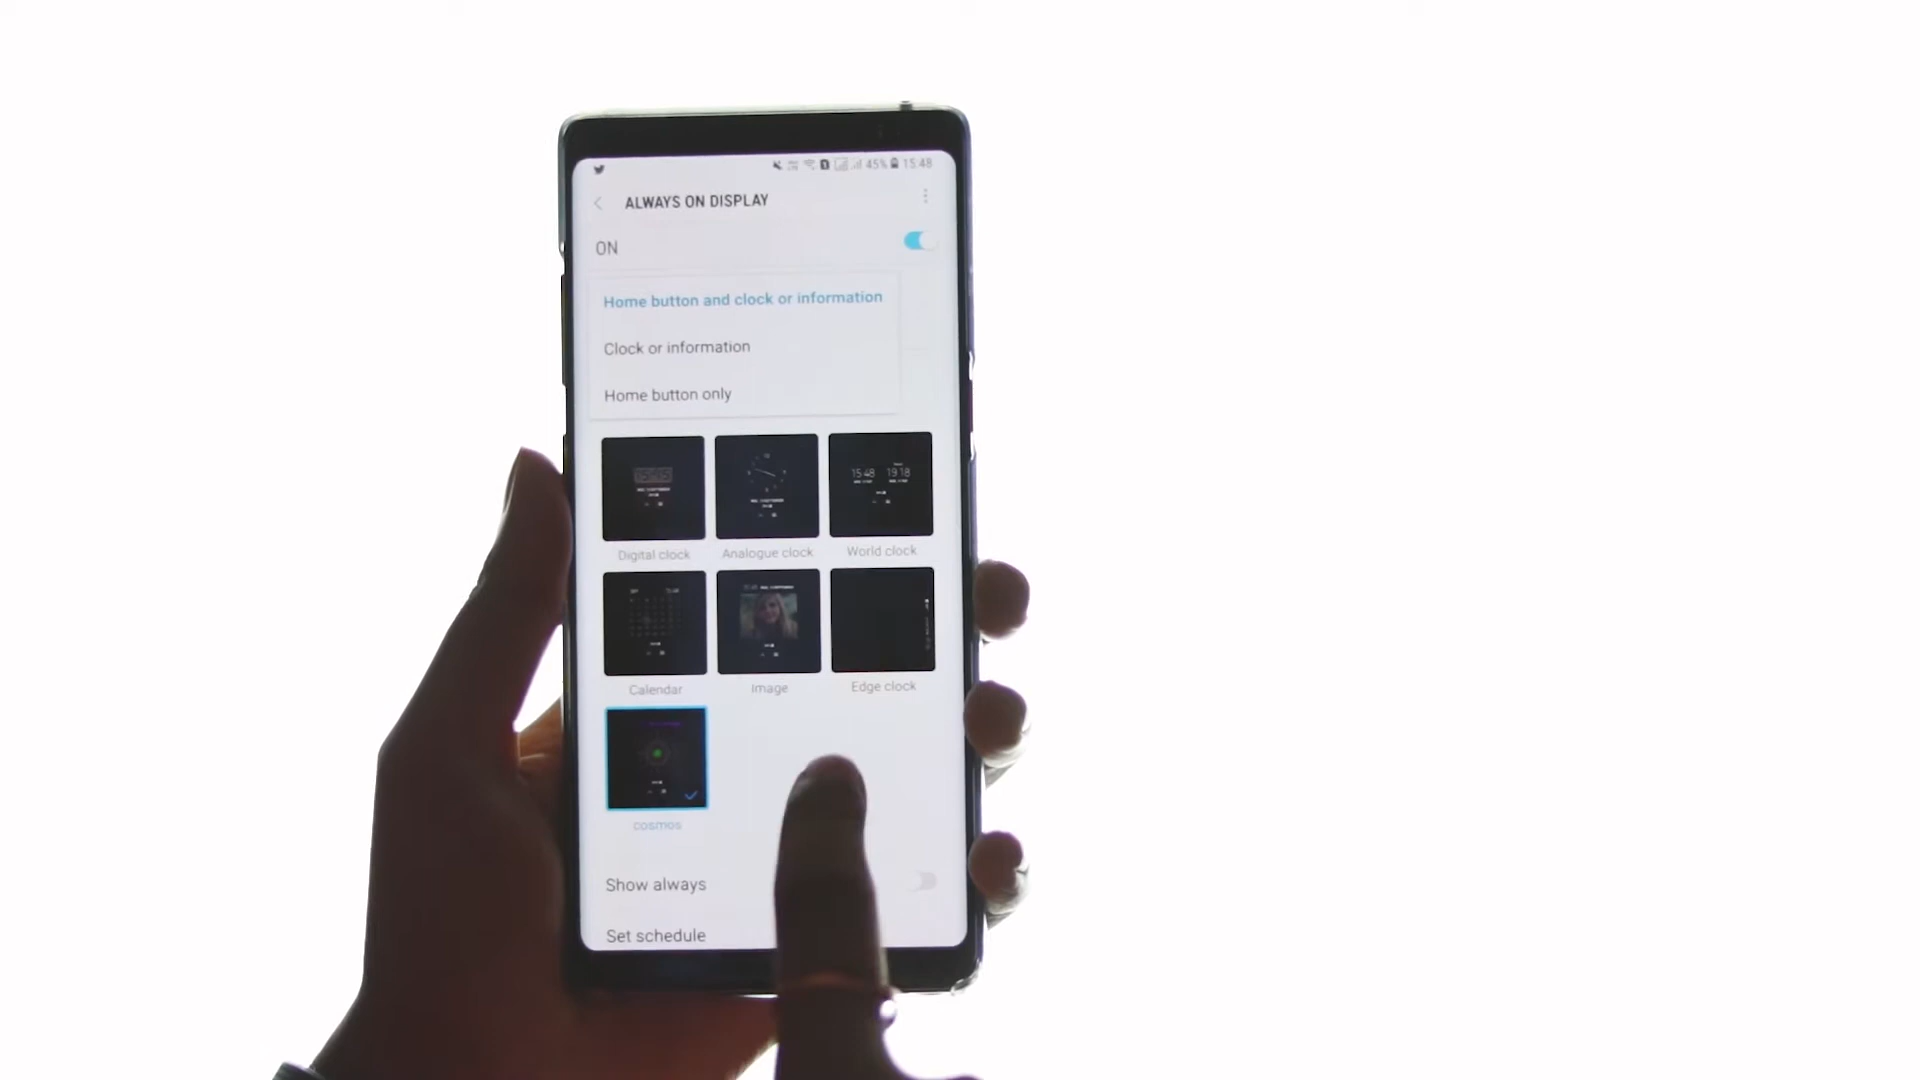 45% 15:48
ALWAYS ON DISPLAY
ON
Home button and clock or information
Clock or information
Home button only
15:48 19:18
Digital clock Analogue clock World clock
Calendar Image Edge clock
cosmos
Show always
Set schedule